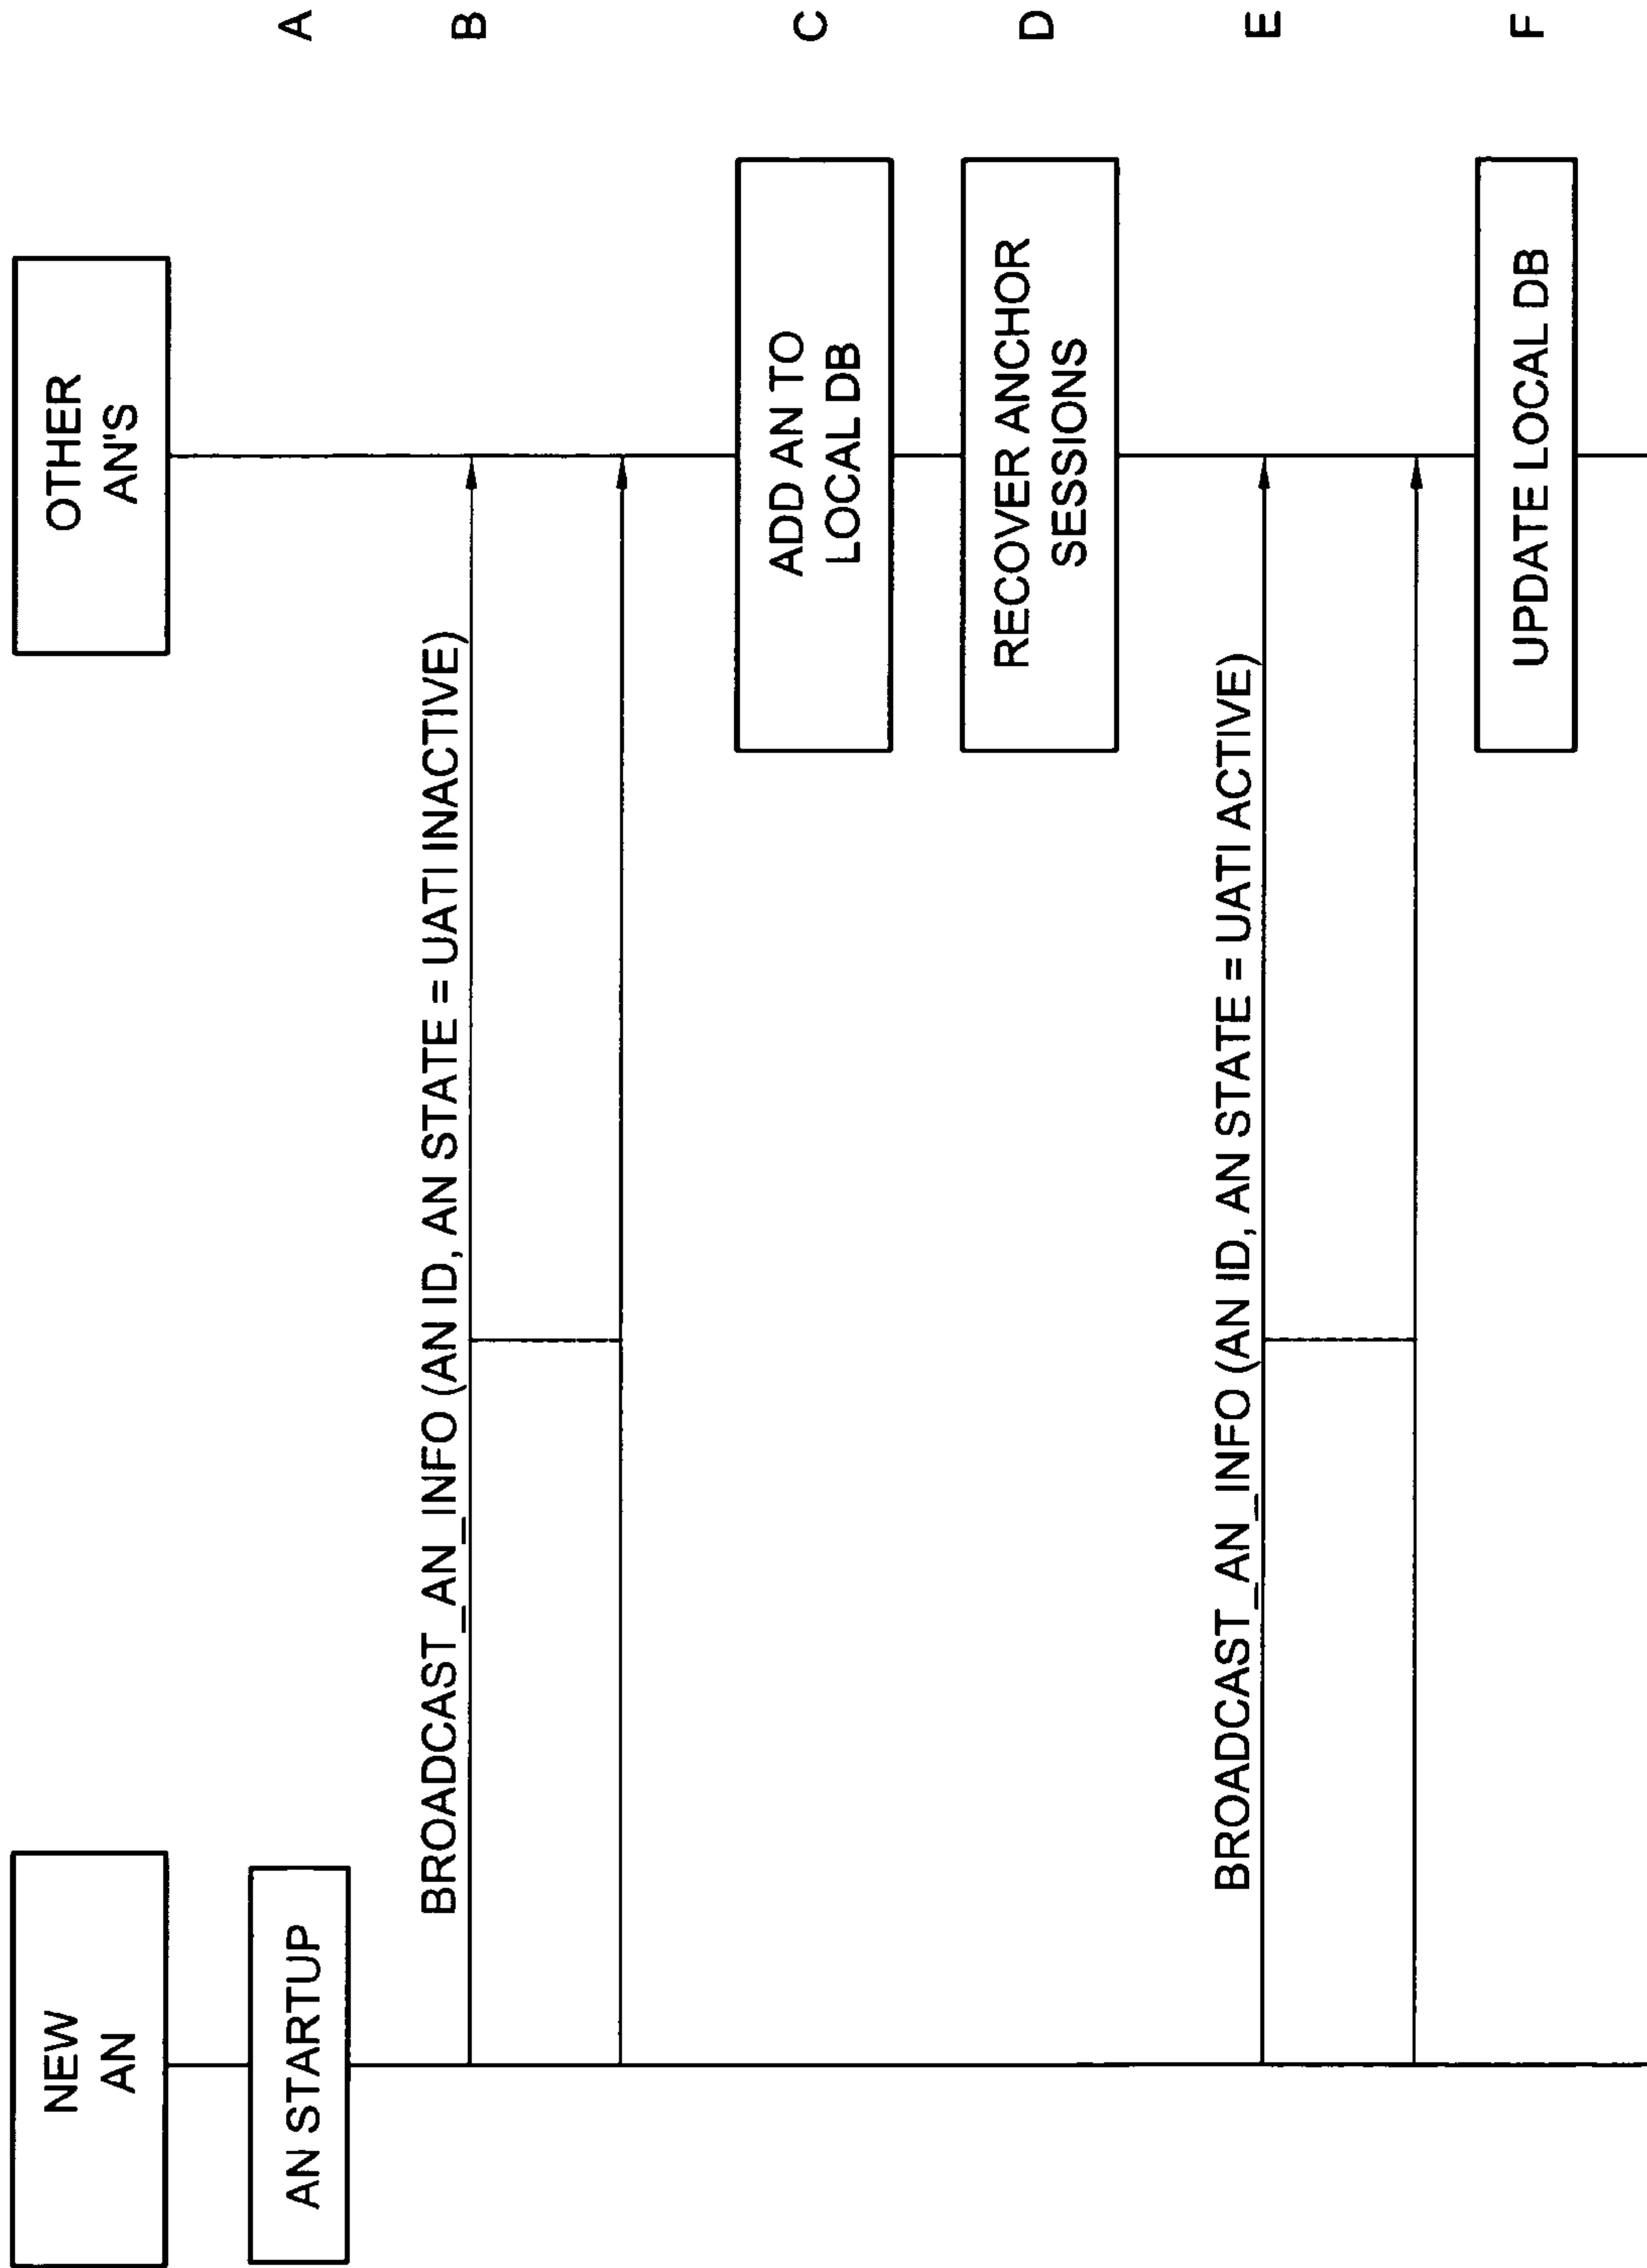 NEW
AN
OTHER
AN'S
AN STARTUP
A
BROADCAST_AN_INFO (AN ID, AN STATE = UATI INACTIVE)
B
ADD AN TO
LOCAL DB
C
RECOVER ANCHOR
SESSIONS
D
BROADCAST_AN_INFO (AN ID, AN STATE = UATI ACTIVE)
E
UPDATE LOCAL DB
F